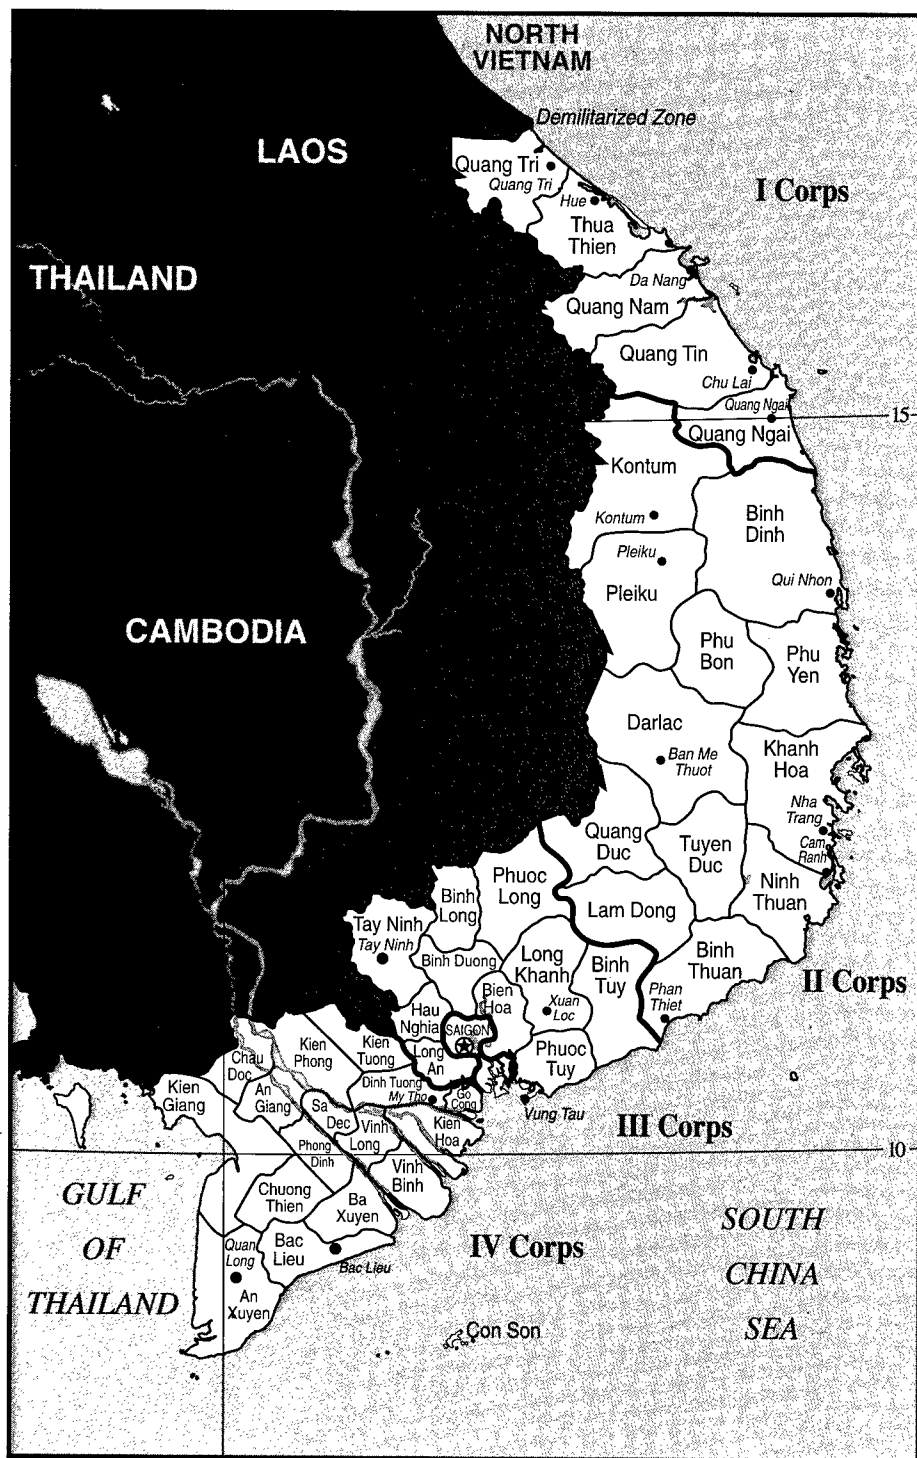 NORTH
VIETNAM
Demilitarized Zone
LAOS
Quang Tri
Quang Tri
I Corps
Hue
Thua
Thien
THAILAND
Da Nang
Quang Nam
Quang Tin
Chu Lai
Quang Ngai
15
Quang Ngai
Kontum
Kontum
Binh
Dinh
Pleiku
Pleiku
Qui Nhon
CAMBODIA
Phu
Bon
Phu
Yen
Darlac
Ban Me
Thuot
Khanh
Hoa
Nha
Trang
Cam
Ranh
Quang
Duc
Tuyen
Duc
Ninh
Thuan
Phuoc
Long
Binh
Long
Lam Dong
Tay Ninh
Tay Ninh
Binh Duong
Long
Khanh
Binh
Tuy
Binh
Thuan
II Corps
Phan
Thiet
Bien
Hoa
Xuan
Loc
Hau
Nghia
SAIGON
Long
An
Phuoc
Tuy
Kien
Phong
Kien
Tuong
Chau
Doc
Kien
Giang
An
Giang
Dinh Tuong
My Tho
Go
Cong
Vung Tau
Sa
Dec
Vinh
Long
Kien
Hoa
III Corps
Phong
Dinh
10
Vinh
Binh
GULF
OF
THAILAND
Chuong
Thien
Ba
Xuyen
SOUTH
CHINA
SEA
Quan
Long
Bac
Lieu
Bac Lieu
IV Corps
An
Xuyen
Con Son